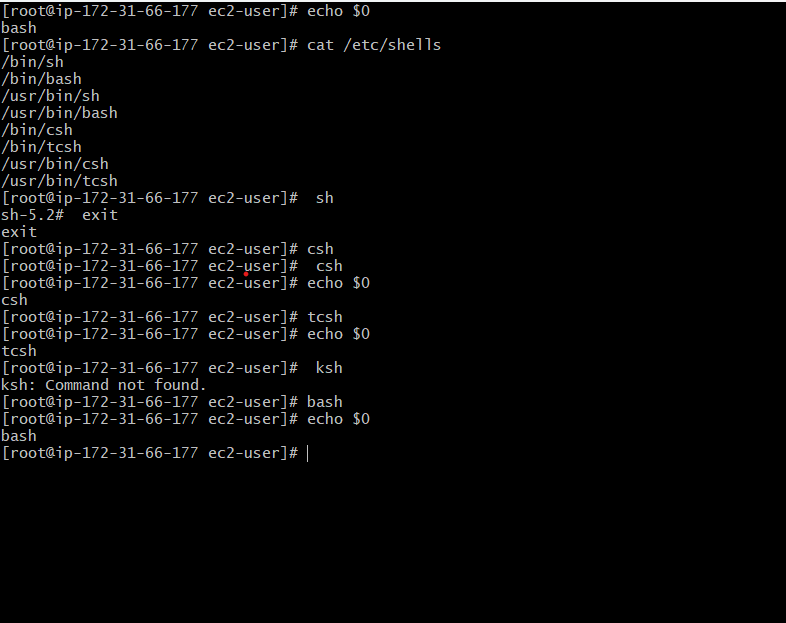 [root@ip-172-31-66-177 ec2-user]# echo $0
bash
[root@ip-172-31-66-177 ec2-user]# cat /etc/shells
/bin/sh
/bin/bash
/usr/bin/sh
/usr/bin/bash
/bin/csh
/bin/tcsh
/usr/bin/csh
/usr/bin/tcsh
[root@ip-172-31-66-177 ec2-user]#  sh
sh-5.2#  exit
exit
[root@ip-172-31-66-177 ec2-user]# csh
[root@ip-172-31-66-177 ec2-user]#  csh
[root@ip-172-31-66-177 ec2-user]# echo $0
csh
[root@ip-172-31-66-177 ec2-user]# tcsh
[root@ip-172-31-66-177 ec2-user]# echo $0
tcsh
[root@ip-172-31-66-177 ec2-user]#  ksh
ksh: Command not found.
[root@ip-172-31-66-177 ec2-user]# bash
[root@ip-172-31-66-177 ec2-user]# echo $0
bash
[root@ip-172-31-66-177 ec2-user]#